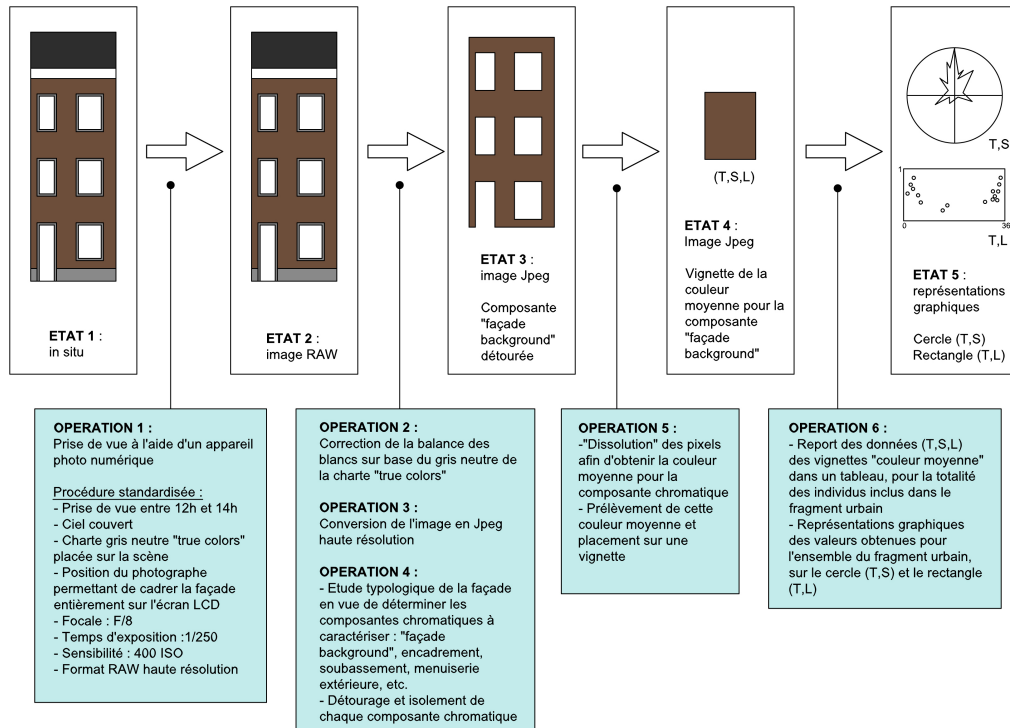 ETAT 1 :
in situ
ETAT 2 :
image RAW
ETAT 3 :
image Jpeg
Composante
"façade
background"
détourée
(T,S,L)
ETAT 4 :
Image Jpeg
Vignette de la
couleur
moyenne pour la
composante
"façade
background"
T,S
1
0
36
T,L
ETAT 5 :
représentations
graphiques
Cercle (T,S)
Rectangle (T,L)
OPERATION 1 :
Prise de vue à l'aide d'un appareil
photo numérique
Procédure standardisée :
- Prise de vue entre 12h et 14h
- Ciel couvert
- Charte gris neutre "true colors"
placée sur la scène
- Position du photographe
permettant de cadrer la façade
entièrement sur l'écran LCD
- Focale : F/8
- Temps d'exposition :1/250
- Sensibilité : 400 ISO
- Format RAW haute résolution
OPERATION 2 :
Correction de la balance des
blancs sur base du gris neutre de
la charte "true colors"
OPERATION 3 :
Conversion de l'image en Jpeg
haute résolution
OPERATION 4 :
- Etude typologique de la façade
en vue de déterminer les
composantes chromatiques à
caractériser : "façade
background", encadrement,
soubassement, menuiserie
extérieure, etc.
- Détourage et isolement de
chaque composante chromatique
OPERATION 5 :
-"Dissolution" des pixels
afin d'obtenir la couleur
moyenne pour la
composante chromatique
- Prélèvement de cette
couleur moyenne et
placement sur une
vignette
OPERATION 6 :
- Report des données (T,S,L)
des vignettes "couleur moyenne"
dans un tableau, pour la totalité
des individus inclus dans le
fragment urbain
- Représentations graphiques
des valeurs obtenues pour
l'ensemble du fragment urbain,
sur le cercle (T,S) et le rectangle
(T,L)